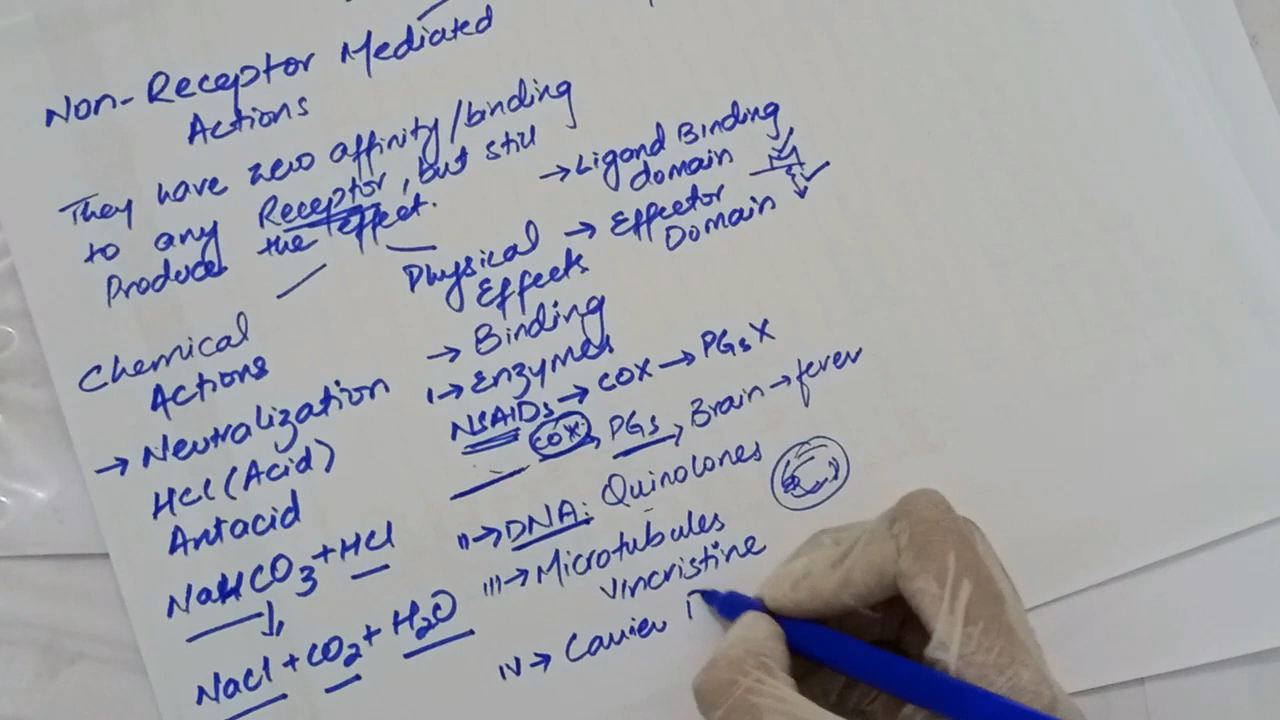 Non-Receptor Mediated
Actions
They have zero affinity/binding
to any Receptor, but still
Produces the effect.
Chemical
Actions
→ Neutralization
HCl (Acid)
Antacid
NaHCO3 + HCl
↓
NaCl + CO2 + H2O
Physical
Effects
→ Binding
I→ Enzymes
NSAIDs → COX → PGs X
COX, PGs, Brain → fever
II→ DNA: Quinolones
III→ Microtubules
Vincristine
IV→ Carrier
→ Ligand Binding
domain
→ Effector
Domain